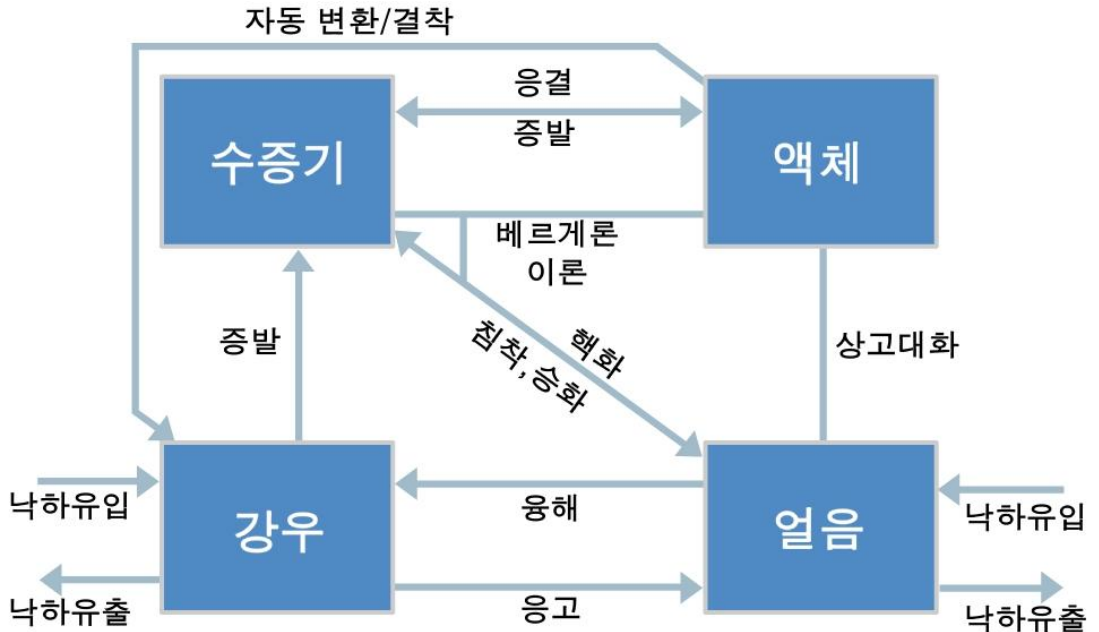 자동 변환/결착
응결
수증기
증발
액체
베르게론
이론
증발
핵화
침착,승화
상고대화
낙하유입
강우
융해
얼음
낙하유입
낙하유출
응고
낙하유출